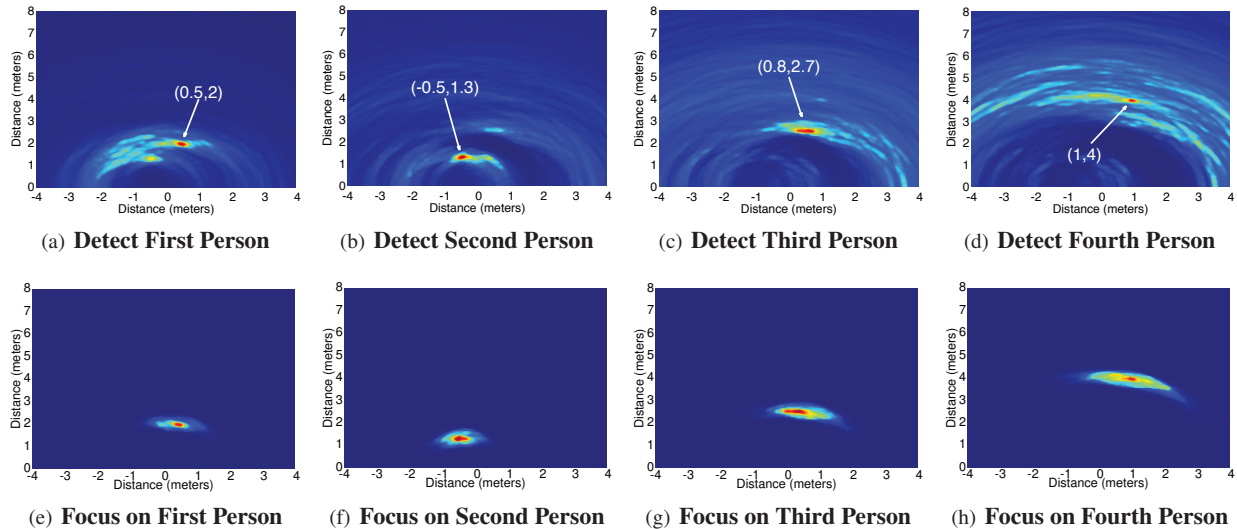 8
7
6
5
4
3
2
1
0
Distance (meters)
(0.5,2)
-4 -3 -2 -1 0 1 2 3 4
Distance (meters)
(a) Detect First Person
8
7
6
5
4
3
2
1
0
Distance (meters)
(-0.5,1.3)
-4 -3 -2 -1 0 1 2 3 4
Distance (meters)
(b) Detect Second Person
8
7
6
5
4
3
2
1
0
Distance (meters)
(0.8,2.7)
-4 -3 -2 -1 0 1 2 3 4
Distance (meters)
(c) Detect Third Person
8
7
6
5
4
3
2
1
0
Distance (meters)
(1,4)
-4 -3 -2 -1 0 1 2 3 4
Distance (meters)
(d) Detect Fourth Person
8
7
6
5
4
3
2
1
0
Distance (meters)
-4 -3 -2 -1 0 1 2 3 4
Distance (meters)
(e) Focus on First Person
8
7
6
5
4
3
2
1
0
Distance (meters)
-4 -3 -2 -1 0 1 2 3 4
Distance (meters)
(f) Focus on Second Person
8
7
6
5
4
3
2
1
0
Distance (meters)
-4 -3 -2 -1 0 1 2 3 4
Distance (meters)
(g) Focus on Third Person
8
7
6
5
4
3
2
1
0
Distance (meters)
-4 -3 -2 -1 0 1 2 3 4
Distance (meters)
(h) Focus on Fourth Person